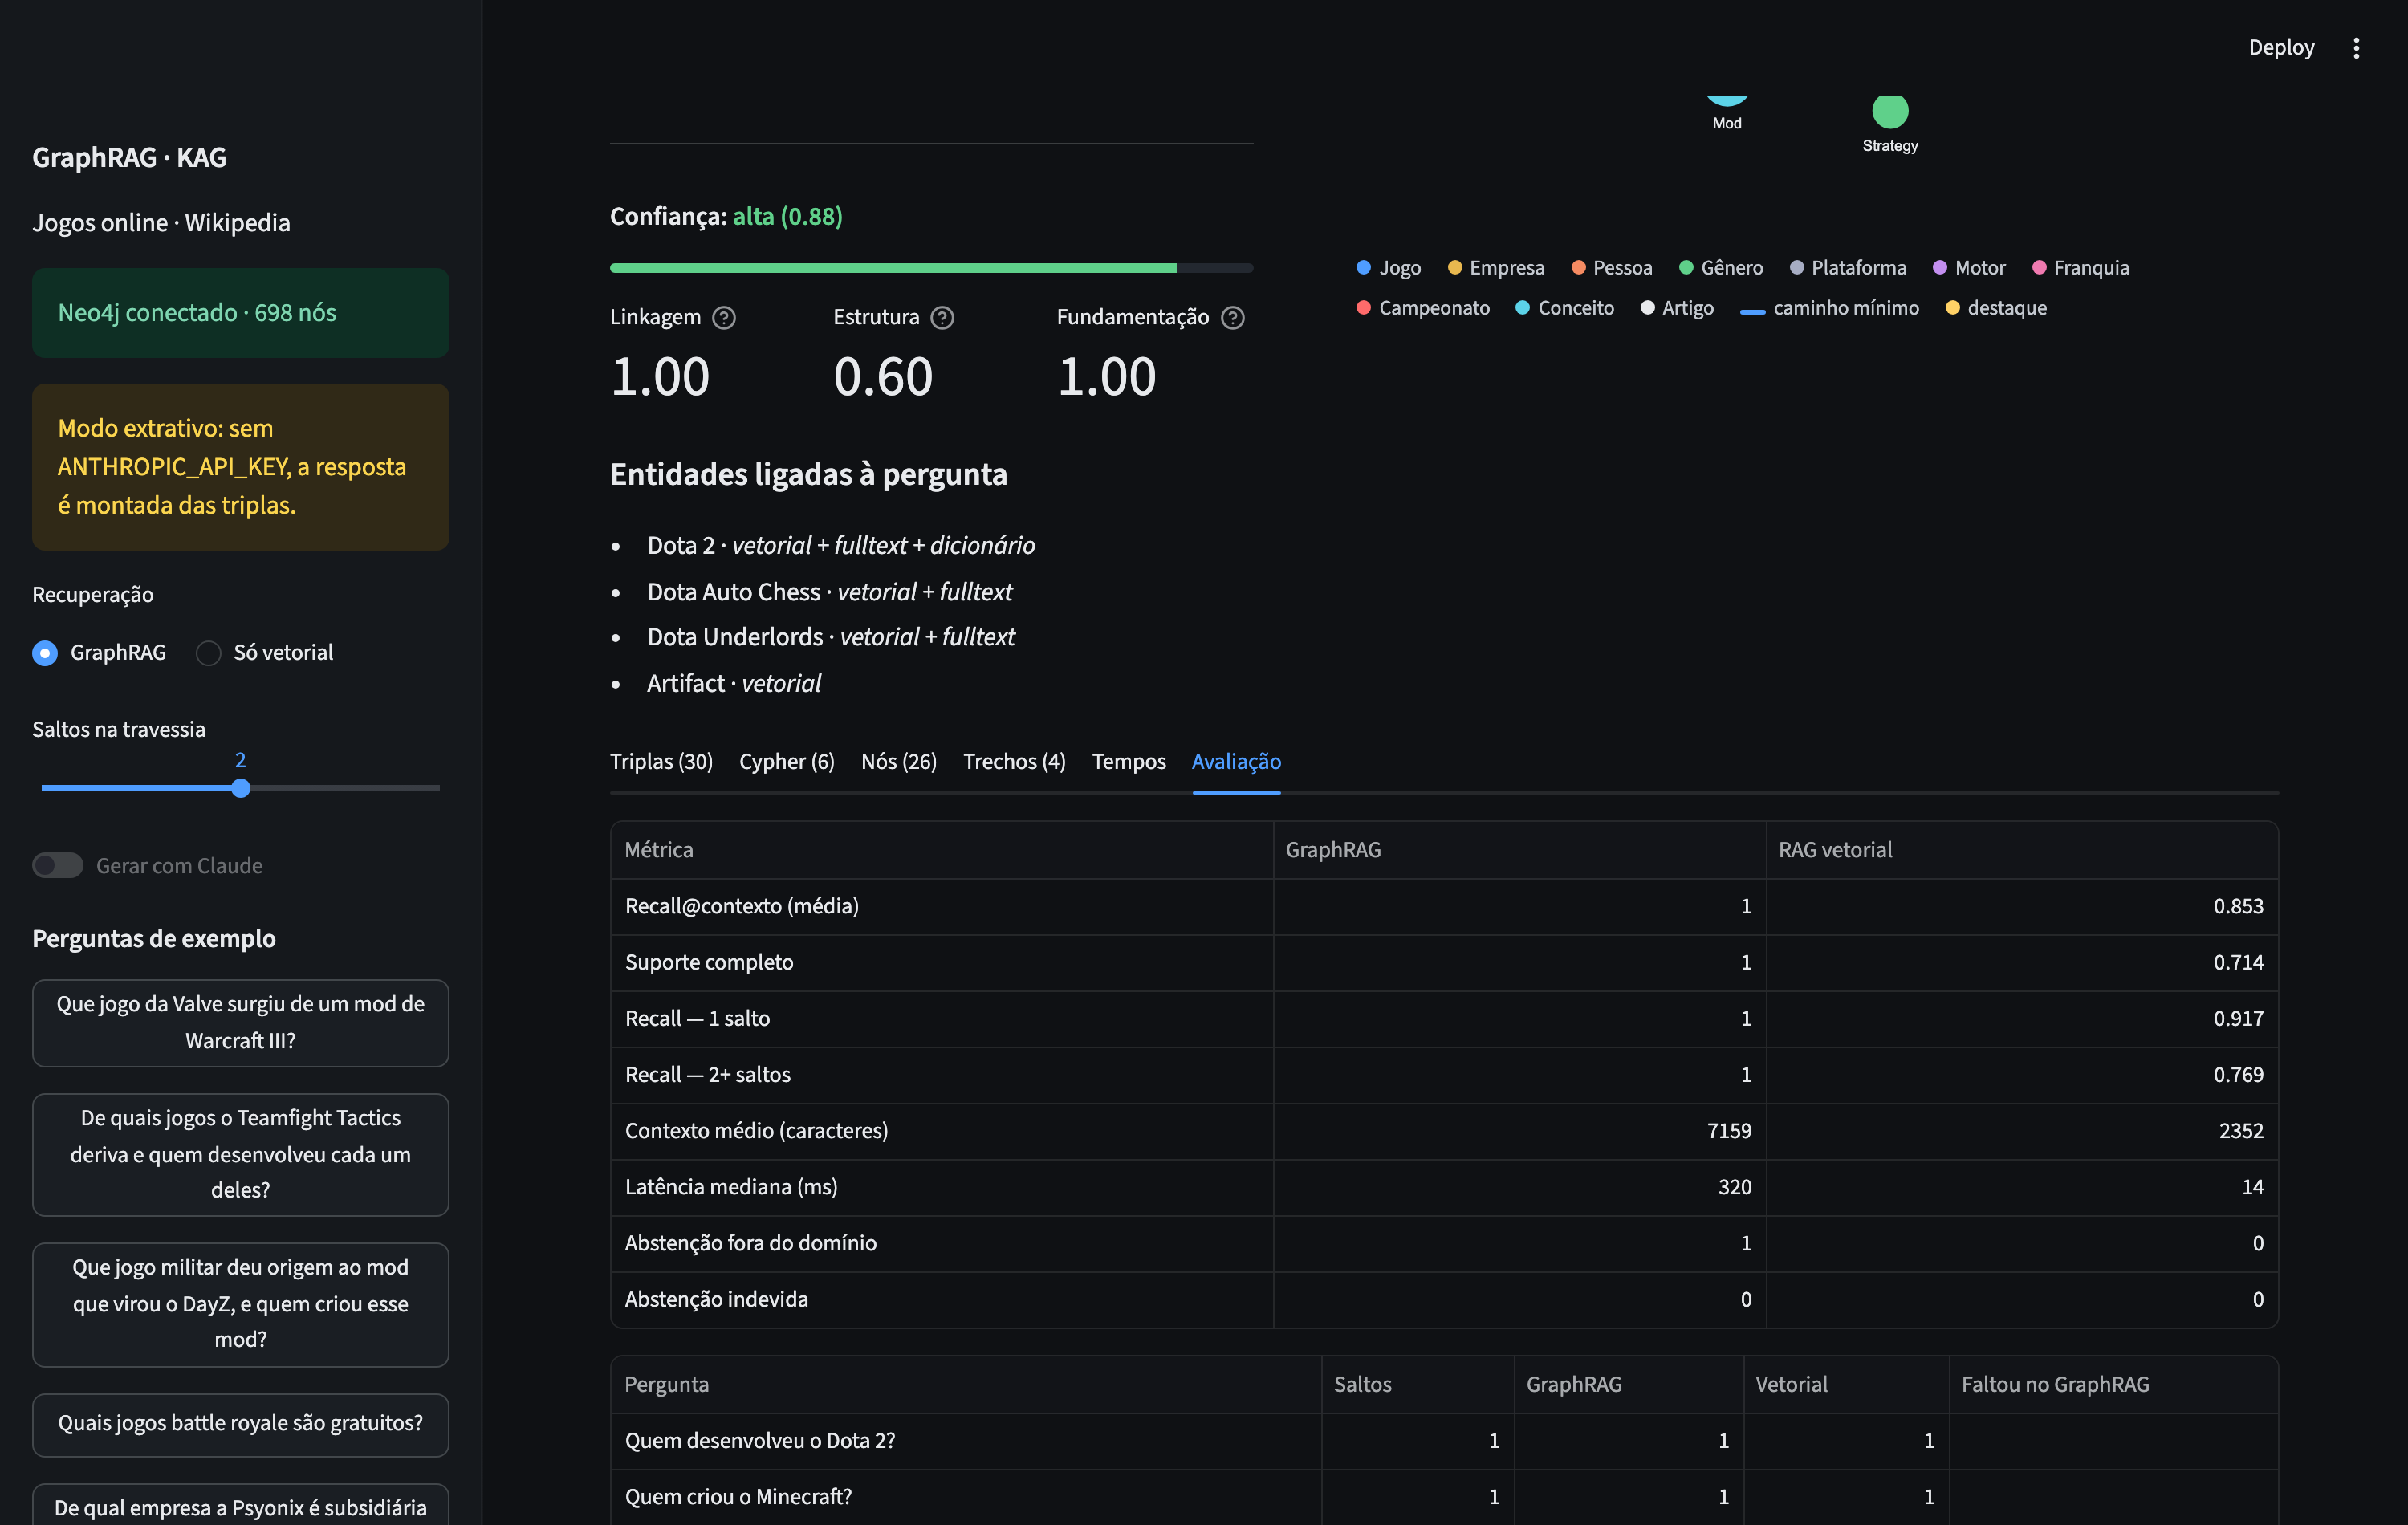 Deploy
GraphRAG · KAG
Jogos online · Wikipedia
Neo4j conectado · 698 nós
Modo extrativo: sem
ANTHROPIC_API_KEY, a resposta
é montada das triplas.
Recuperação
GraphRAG
Só vetorial
Saltos na travessia
2
Gerar com Claude
Perguntas de exemplo
Que jogo da Valve surgiu de um mod de
Warcraft III?
De quais jogos o Teamfight Tactics
deriva e quem desenvolveu cada um
deles?
Que jogo militar deu origem ao mod
que virou o DayZ, e quem criou esse
mod?
Quais jogos battle royale são gratuitos?
De qual empresa a Psyonix é subsidiária
Mod
Strategy
Confiança: alta (0.88)
Linkagem Estrutura Fundamentação
1.00 0.60 1.00
Jogo Empresa Pessoa Gênero Plataforma Motor Franquia
Campeonato Conceito Artigo caminho mínimo destaque
Entidades ligadas à pergunta
• Dota 2 · vetorial + fulltext + dicionário
• Dota Auto Chess · vetorial + fulltext
• Dota Underlords · vetorial + fulltext
• Artifact · vetorial
Triplas (30) Cypher (6) Nós (26) Trechos (4) Tempos Avaliação
Métrica GraphRAG RAG vetorial
Recall@contexto (média) 1 0.853
Suporte completo 1 0.714
Recall — 1 salto 1 0.917
Recall — 2+ saltos 1 0.769
Contexto médio (caracteres) 7159 2352
Latência mediana (ms) 320 14
Abstenção fora do domínio 1 0
Abstenção indevida 0 0
Pergunta Saltos GraphRAG Vetorial Faltou no GraphRAG
Quem desenvolveu o Dota 2? 1 1 1
Quem criou o Minecraft? 1 1 1